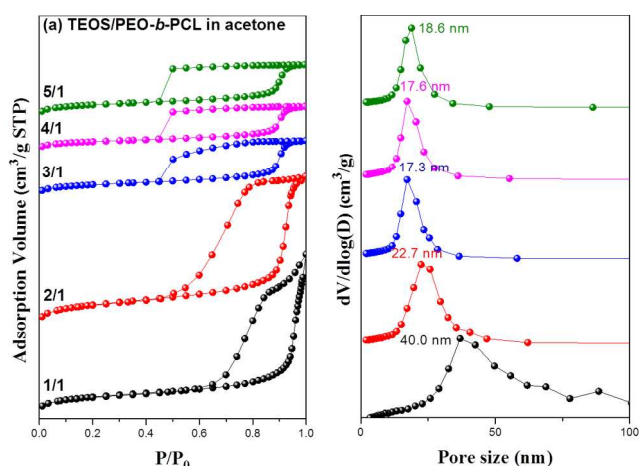 (a) TEOS/PEO-b-PCL in acetone
5/1
4/1
3/1
2/1
1/1
Adsorption Volume (cm³/g STP)
0.0 0.2 0.4 0.6 0.8 1.0
P/P₀
18.6 nm
17.6 nm
17.3 nm
22.7 nm
40.0 nm
dV/dlog(D) (cm³/g)
0 50 100
Pore size (nm)